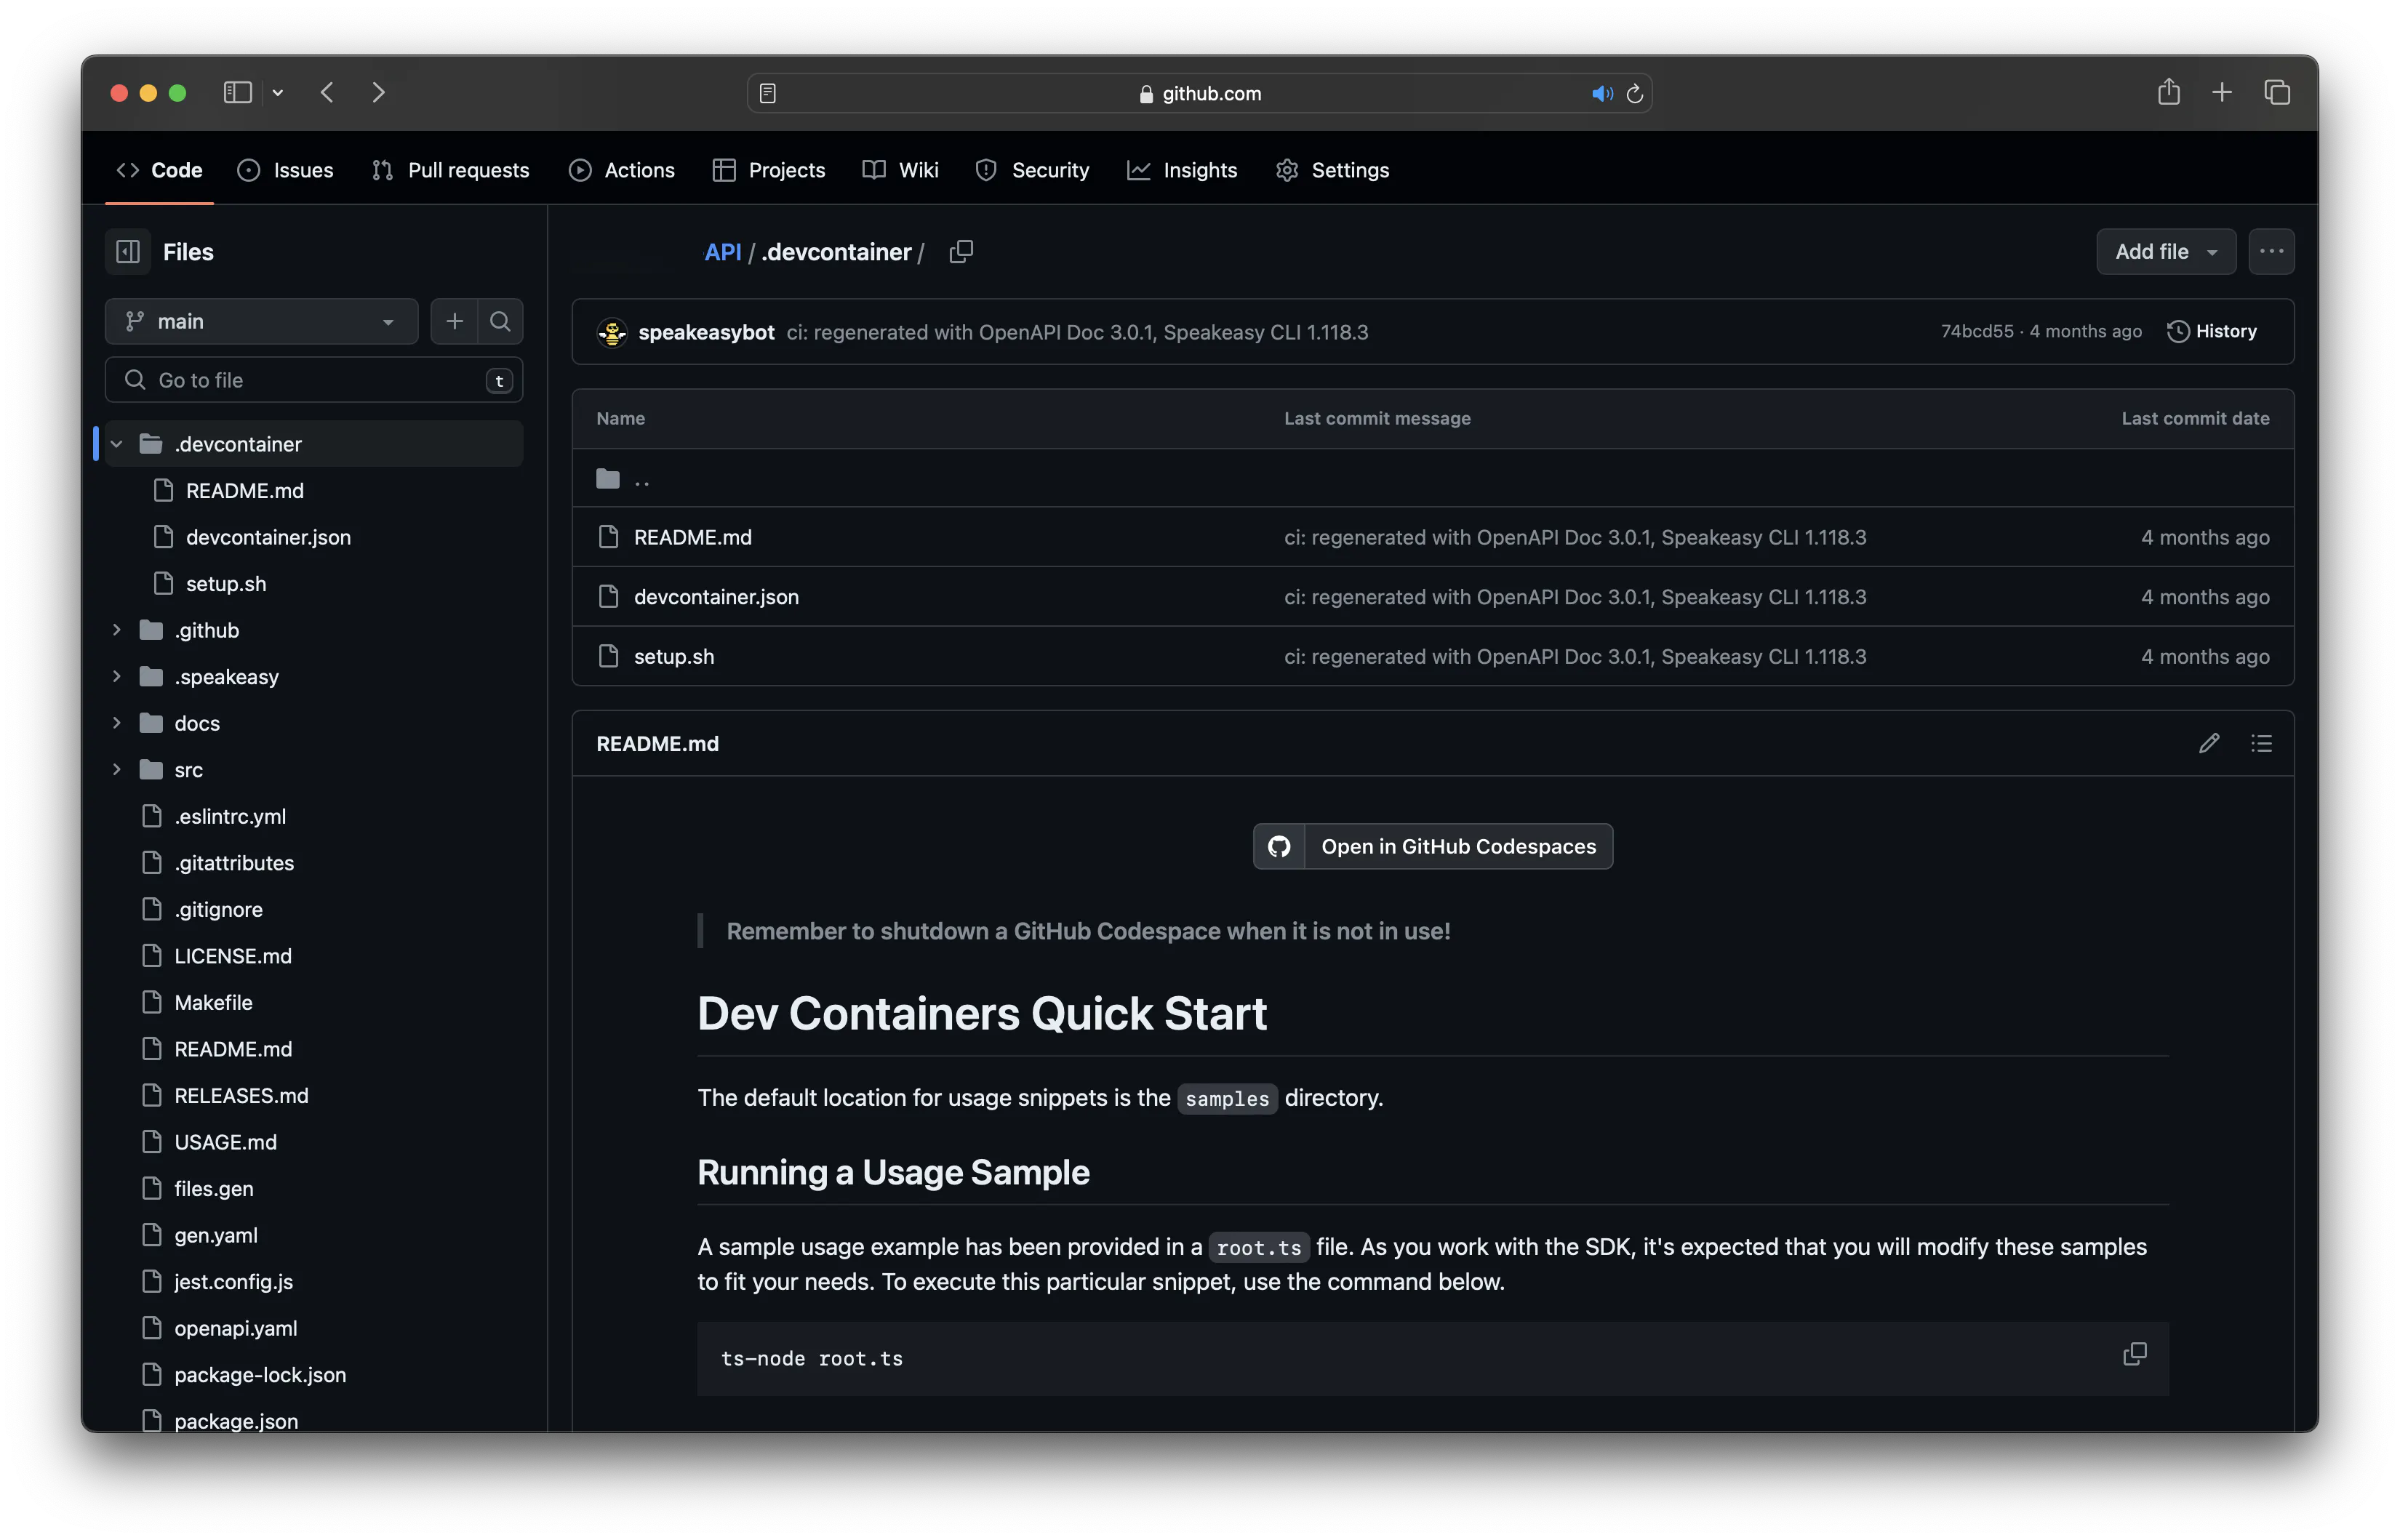 github.com
Code Issues Pull requests Actions Projects Wiki Security Insights Settings
Files
main
Go to file t
.devcontainer
README.md
devcontainer.json
setup.sh
.github
.speakeasy
docs
src
.eslintrc.yml
.gitattributes
.gitignore
LICENSE.md
Makefile
README.md
RELEASES.md
USAGE.md
files.gen
gen.yaml
jest.config.js
openapi.yaml
package-lock.json
package.json
API / .devcontainer /
Add file
speakeasybot ci: regenerated with OpenAPI Doc 3.0.1, Speakeasy CLI 1.118.3 74bcd55 · 4 months ago History
Name Last commit message Last commit date
..
README.md ci: regenerated with OpenAPI Doc 3.0.1, Speakeasy CLI 1.118.3 4 months ago
devcontainer.json ci: regenerated with OpenAPI Doc 3.0.1, Speakeasy CLI 1.118.3 4 months ago
setup.sh ci: regenerated with OpenAPI Doc 3.0.1, Speakeasy CLI 1.118.3 4 months ago
README.md
Open in GitHub Codespaces
Remember to shutdown a GitHub Codespace when it is not in use!
Dev Containers Quick Start
The default location for usage snippets is the samples directory.
Running a Usage Sample
A sample usage example has been provided in a root.ts file. As you work with the SDK, it's expected that you will modify these samples
to fit your needs. To execute this particular snippet, use the command below.
ts-node root.ts